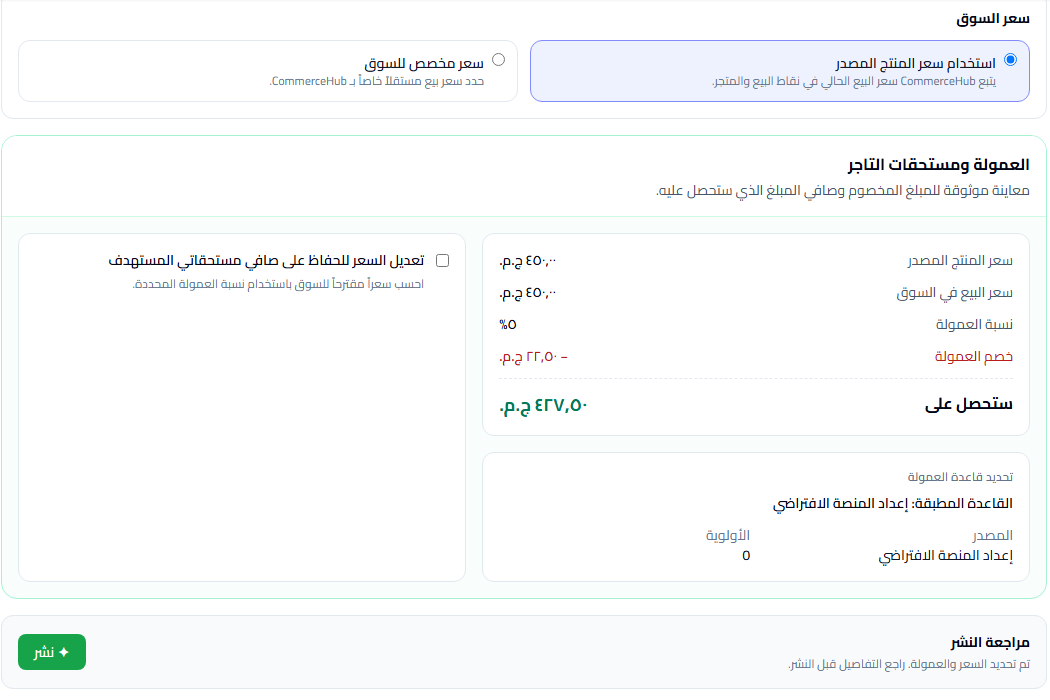 سعر السوق
استخدام سعر المنتج المصدر
يتبع CommerceHub سعر البيع الحالي في نقاط البيع والمتجر.
سعر مخصص للسوق
حدد سعر بيع مستقلاً خاصاً بـ CommerceHub.
العمولة ومستحقات التاجر
معاينة موثوقة للمبلغ المخصوم وصافي المبلغ الذي ستحصل عليه.
سعر المنتج المصدر ٤٥٠,٠٠ ج.م.
سعر البيع في السوق ٤٥٠,٠٠ ج.م.
نسبة العمولة ٥%
خصم العمولة − ٢٢,٥٠ ج.م.
ستحصل على ٤٢٧,٥٠ ج.م.
تعديل السعر للحفاظ على صافي مستحقاتي المستهدف
احسب سعراً مقترحاً للسوق باستخدام نسبة العمولة المحددة.
تحديد قاعدة العمولة
القاعدة المطبقة: إعداد المنصة الافتراضي
المصدر الأولوية
إعداد المنصة الافتراضي 0
مراجعة النشر
تم تحديد السعر والعمولة. راجع التفاصيل قبل النشر.
✦ نشر